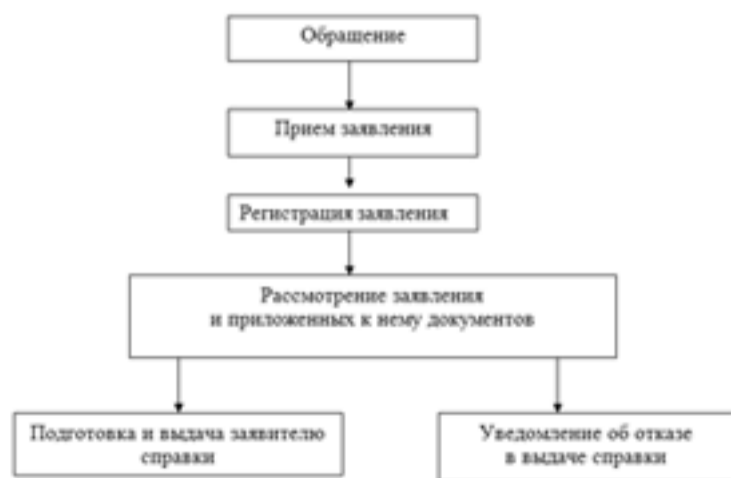 Обращение
Прием заявления
Регистрация заявления
Рассмотрение заявления
и приложенных к нему документов
Подготовка и выдача заявителю
справки
Уведомление об отказе
в выдаче справки